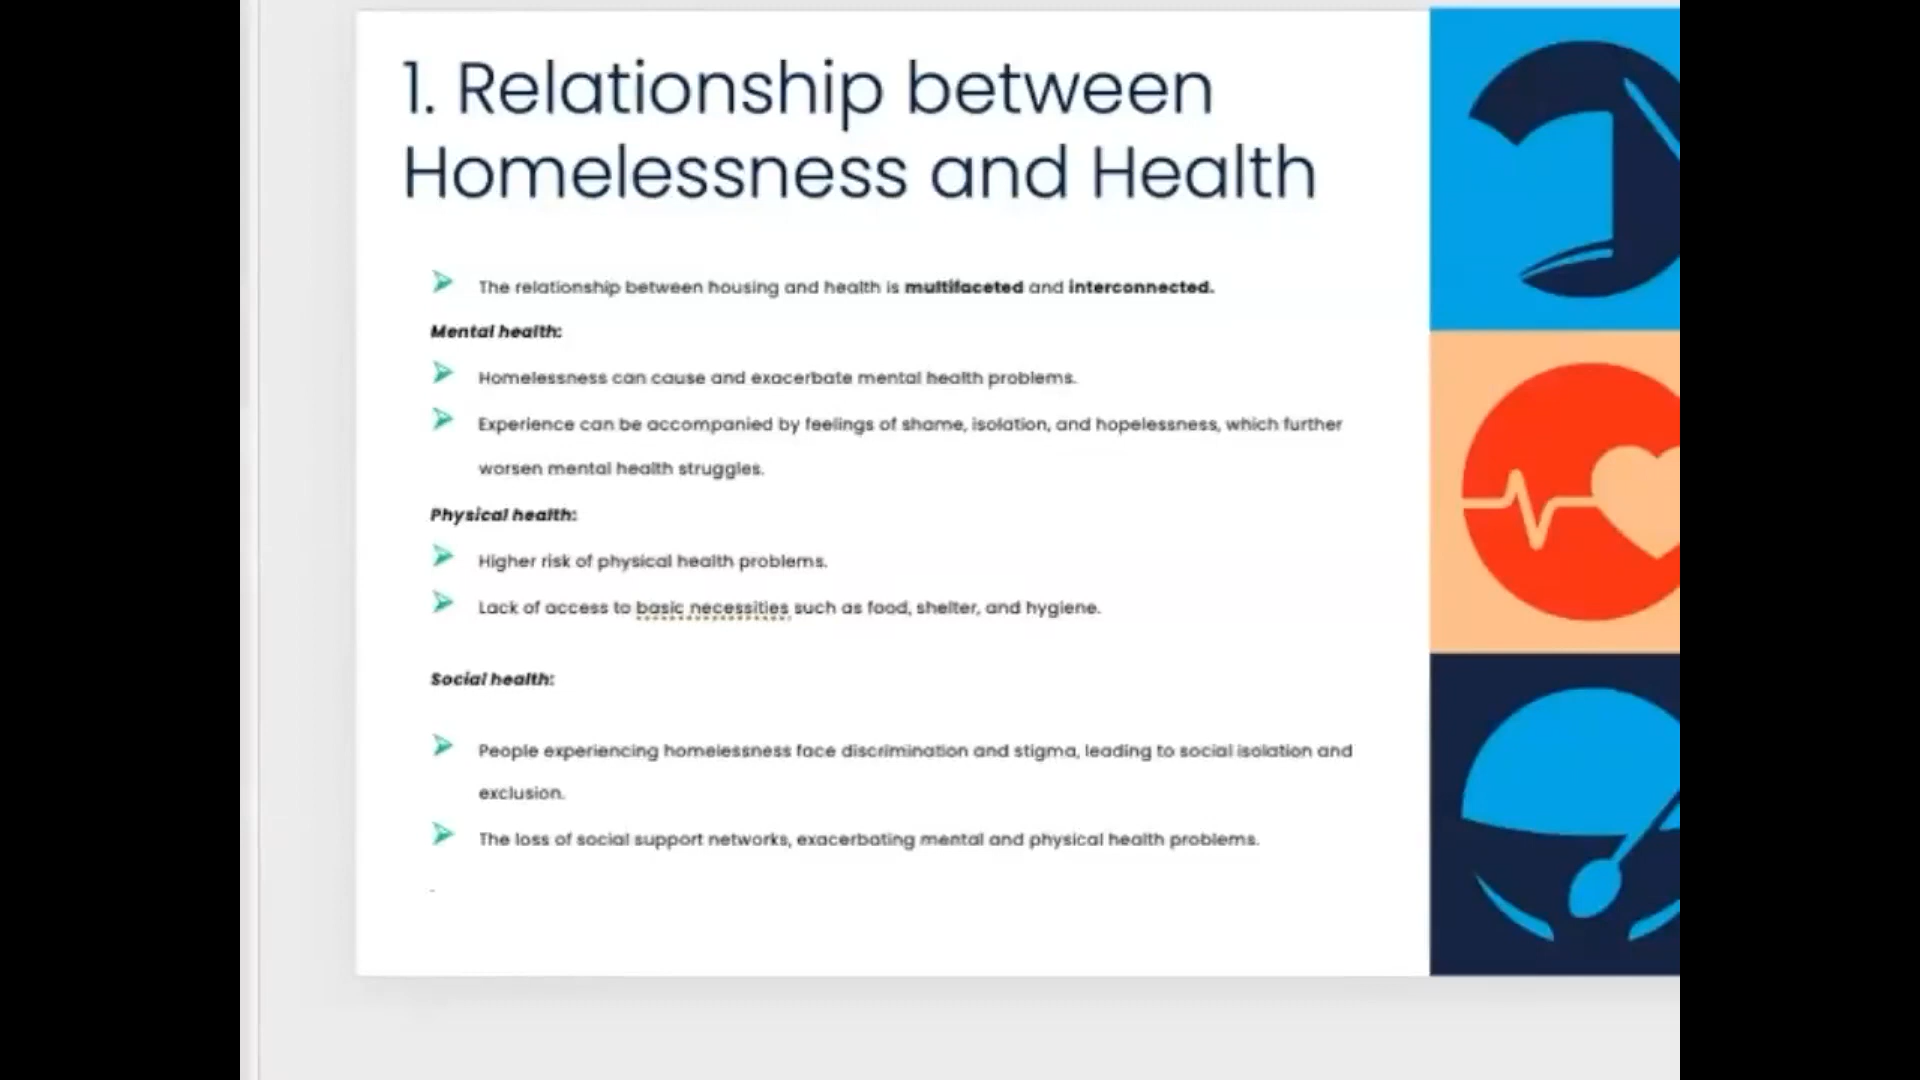 1. Relationship between
Homelessness and Health
The relationship between housing and health is multifaceted and interconnected.
Mental health:
Homelessness can cause and exacerbate mental health problems.
Experience can be accompanied by feelings of shame, isolation, and hopelessness, which further
worsen mental health struggles.
Physical health:
Higher risk of physical health problems.
Lack of access to basic necessities such as food, shelter, and hygiene.
Social health:
People experiencing homelessness face discrimination and stigma, leading to social isolation and
exclusion.
The loss of social support networks, exacerbating mental and physical health problems.